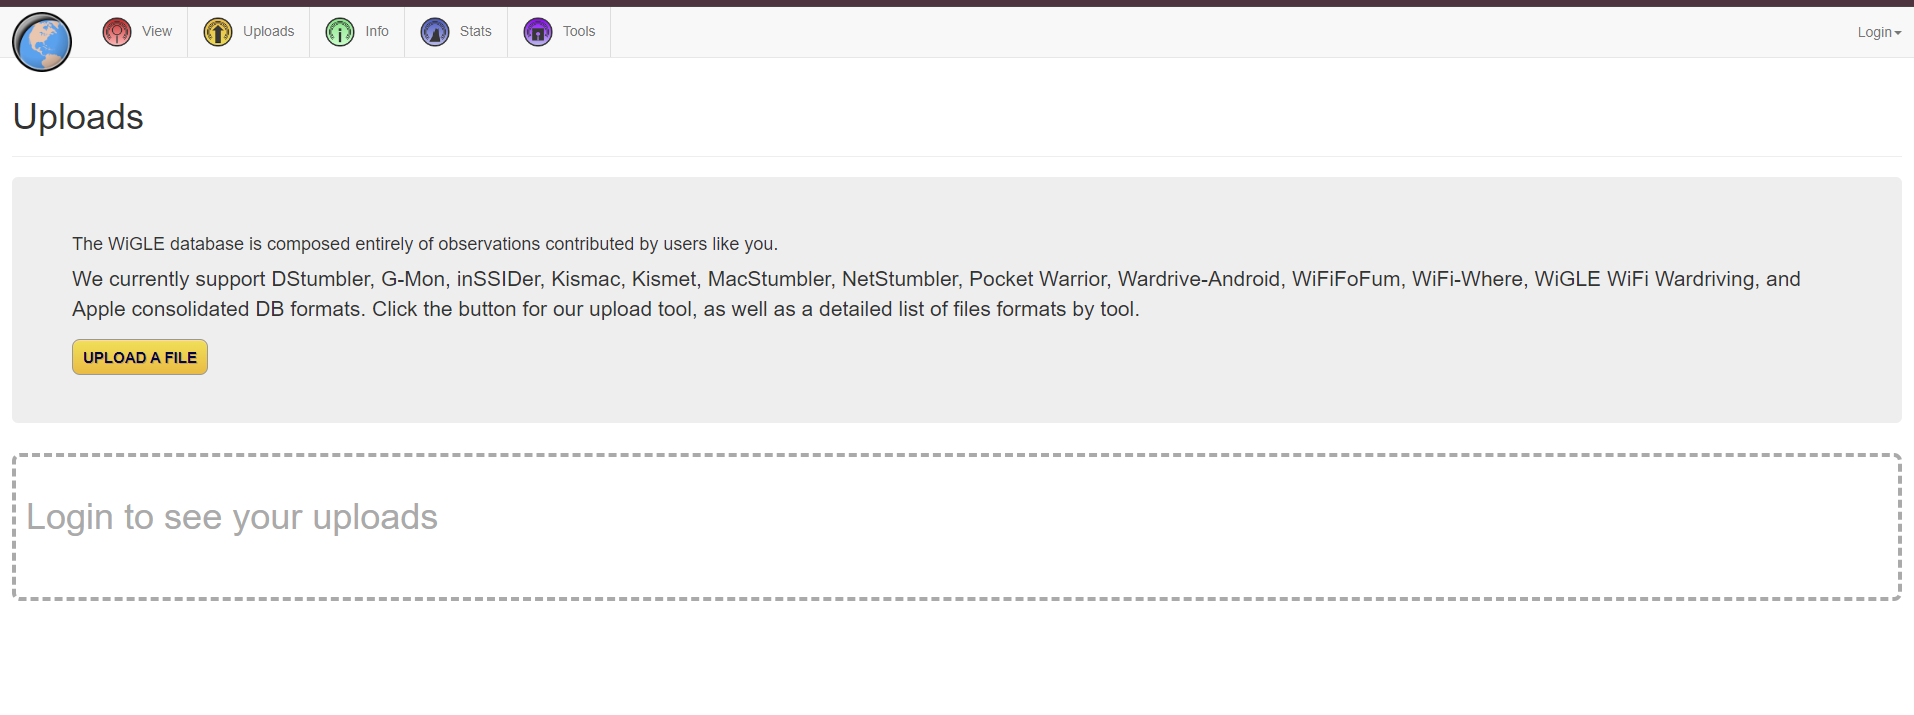 View
Uploads
Info
Stats
Tools
Login
Uploads
The WiGLE database is composed entirely of observations contributed by users like you.
We currently support DStumbler, G-Mon, inSSIDer, Kismac, Kismet, MacStumbler, NetStumbler, Pocket Warrior, Wardrive-Android, WiFiFoFum, WiFi-Where, WiGLE WiFi Wardriving, and
Apple consolidated DB formats. Click the button for our upload tool, as well as a detailed list of files formats by tool.
UPLOAD A FILE
Login to see your uploads